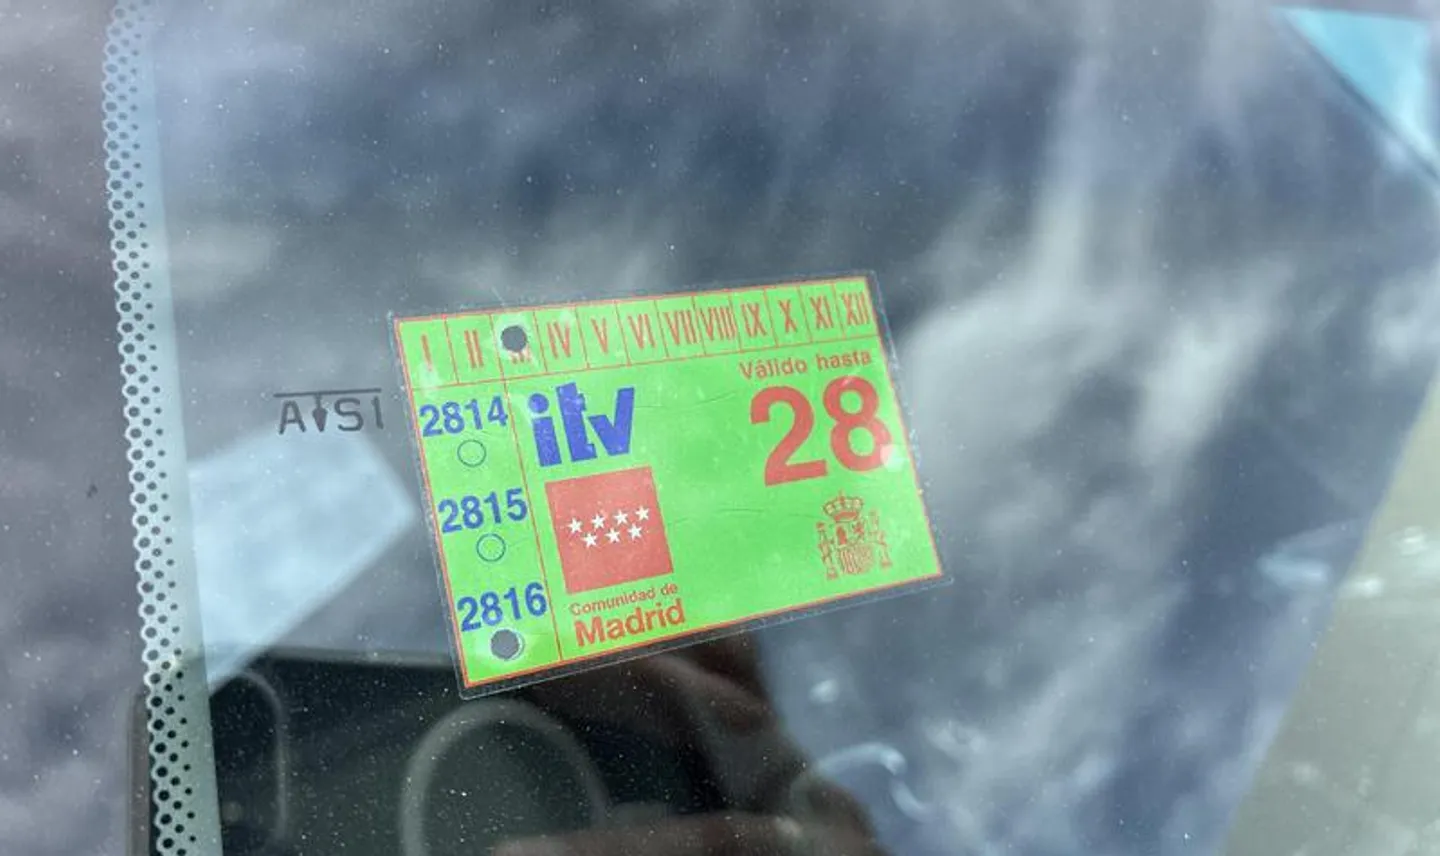 I II III IV V VI VII VIII IX X XI XII
Válido hasta
28
2814
itv
AS1
2815
2816
Comunidad de
Madrid